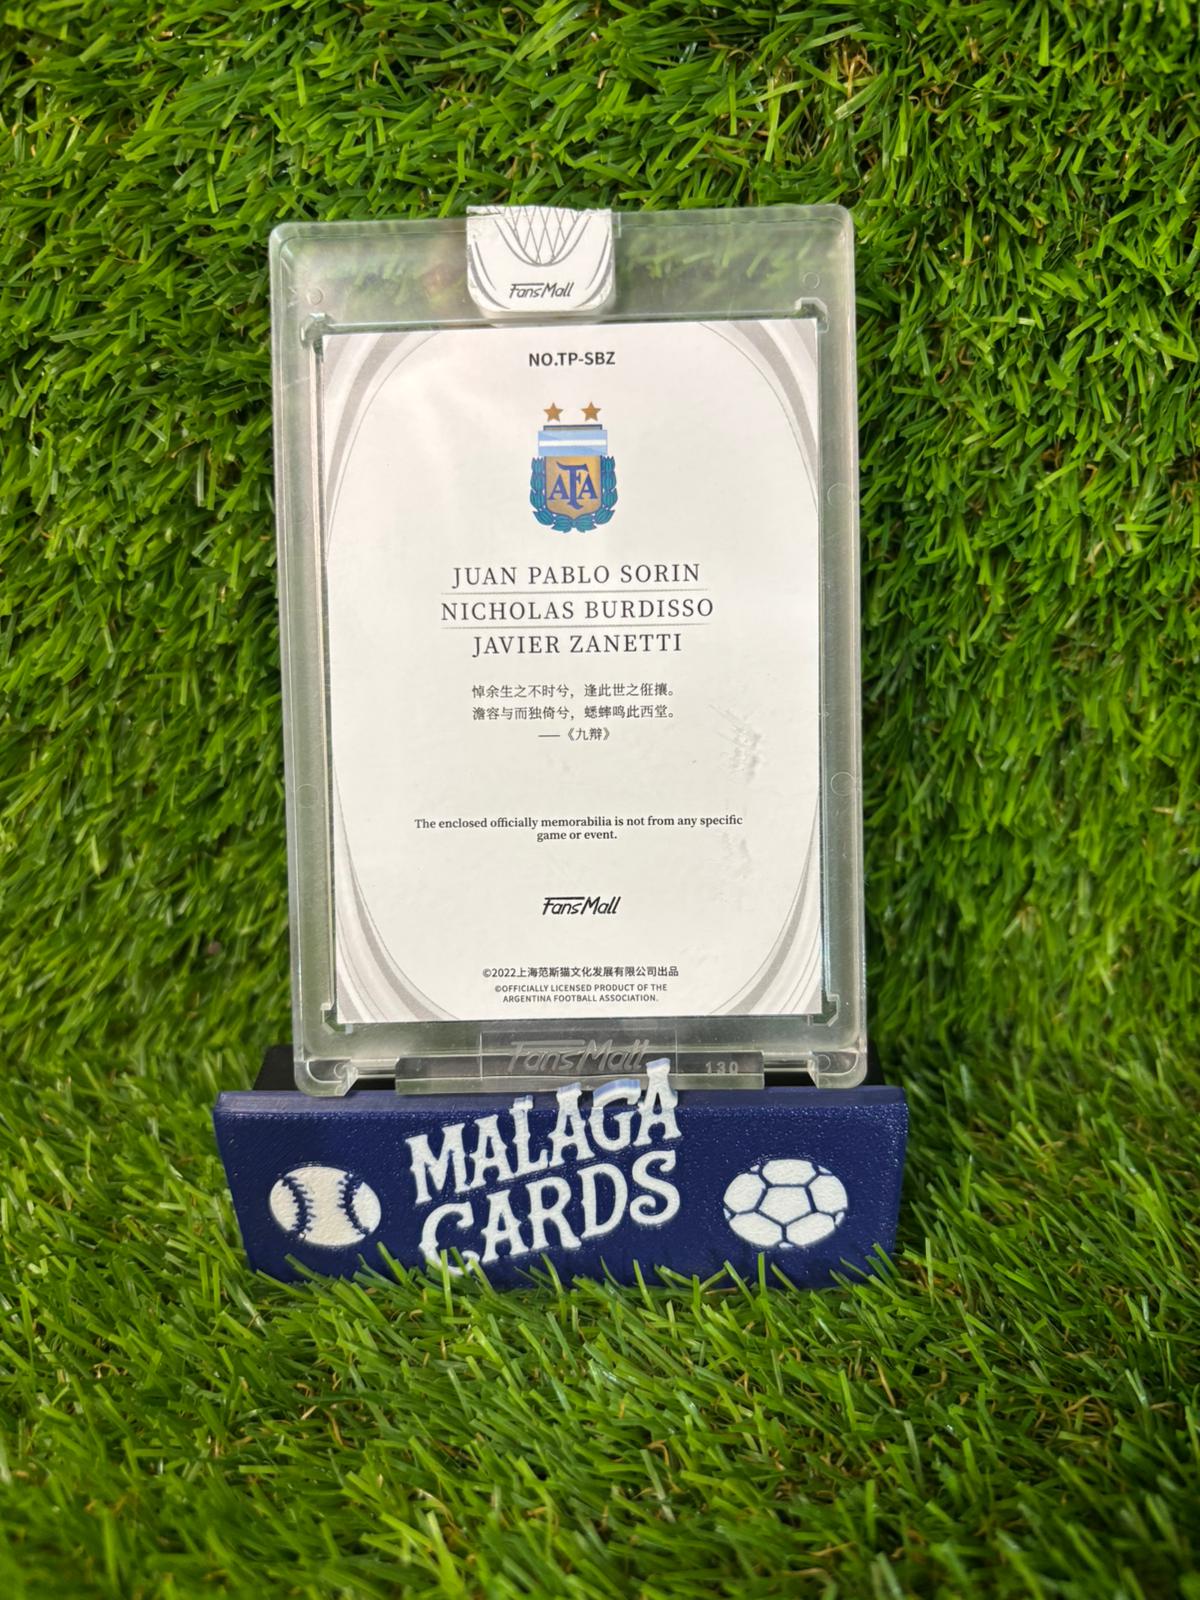 FansMall
NO.TP-SBZ
AFA
JUAN PABLO SORIN
NICHOLAS BURDISSO
JAVIER ZANETTI
悼余生之不时兮，逢此世之俇攘。
澹容与而独倚兮，蟋蟀鸣此西堂。
——《九辩》
The enclosed officially memorabilia is not from any specific
game or event.
FansMall
©2022上海范斯猫文化发展有限公司出品
©OFFICIALLY LICENSED PRODUCT OF THE
ARGENTINA FOOTBALL ASSOCIATION.
FansMall
130
MALAGA
CARDS